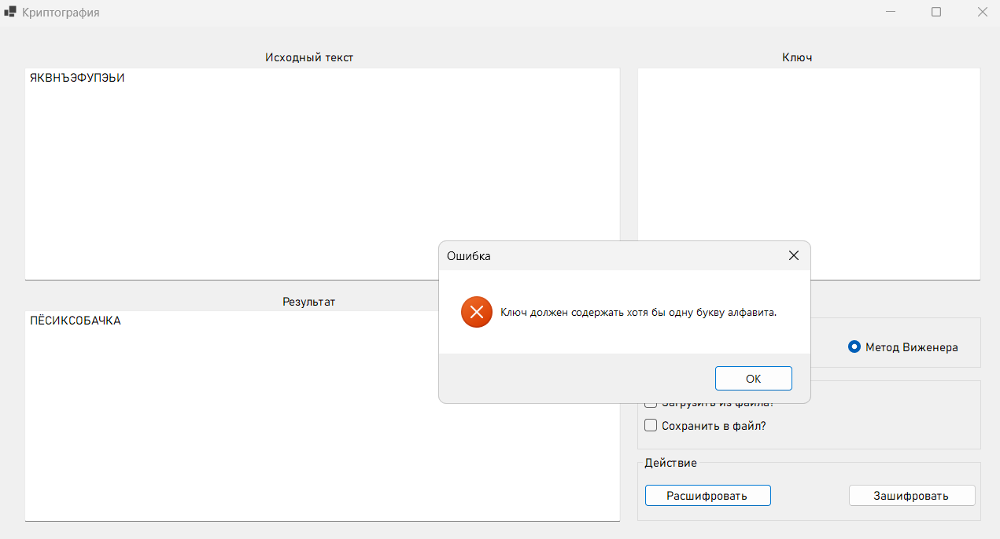 Криптография
Исходный текст
Ключ
ЯКВНЪЭФУПЭЬИ
Ошибка
Ключ должен содержать хотя бы одну букву алфавита.
OK
Результат
ПЁСИКСОБАЧКА
Метод Виженера
Загрузить из файла?
Сохранить в файл?
Действие
Расшифровать
Зашифровать